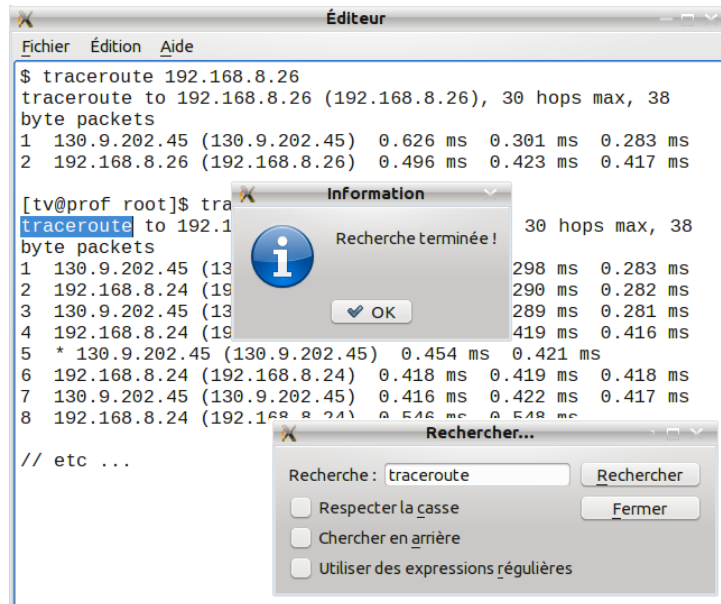 Éditeur
Fichier Édition Aide
$ traceroute 192.168.8.26
traceroute to 192.168.8.26 (192.168.8.26), 30 hops max, 38
byte packets
1 130.9.202.45 (130.9.202.45) 0.626 ms 0.301 ms 0.283 ms
2 192.168.8.26 (192.168.8.26) 0.496 ms 0.423 ms 0.417 ms
[tv@prof root]$ tra
traceroute to 192.1 30 hops max, 38
byte packets
1 130.9.202.45 (13 298 ms 0.283 ms
2 192.168.8.24 (19 290 ms 0.282 ms
3 130.9.202.45 (13 289 ms 0.281 ms
4 192.168.8.24 (19 419 ms 0.416 ms
5 * 130.9.202.45 (130.9.202.45) 0.454 ms 0.421 ms
6 192.168.8.24 (192.168.8.24) 0.418 ms 0.419 ms 0.418 ms
7 130.9.202.45 (130.9.202.45) 0.416 ms 0.422 ms 0.417 ms
8 192.168.8.24 (192.168.8.24) 0.546 ms 0.548 ms
// etc ...
Information
Recherche terminée !
OK
Rechercher...
Recherche : traceroute Rechercher
Respecter la casse Fermer
Chercher en arrière
Utiliser des expressions régulières